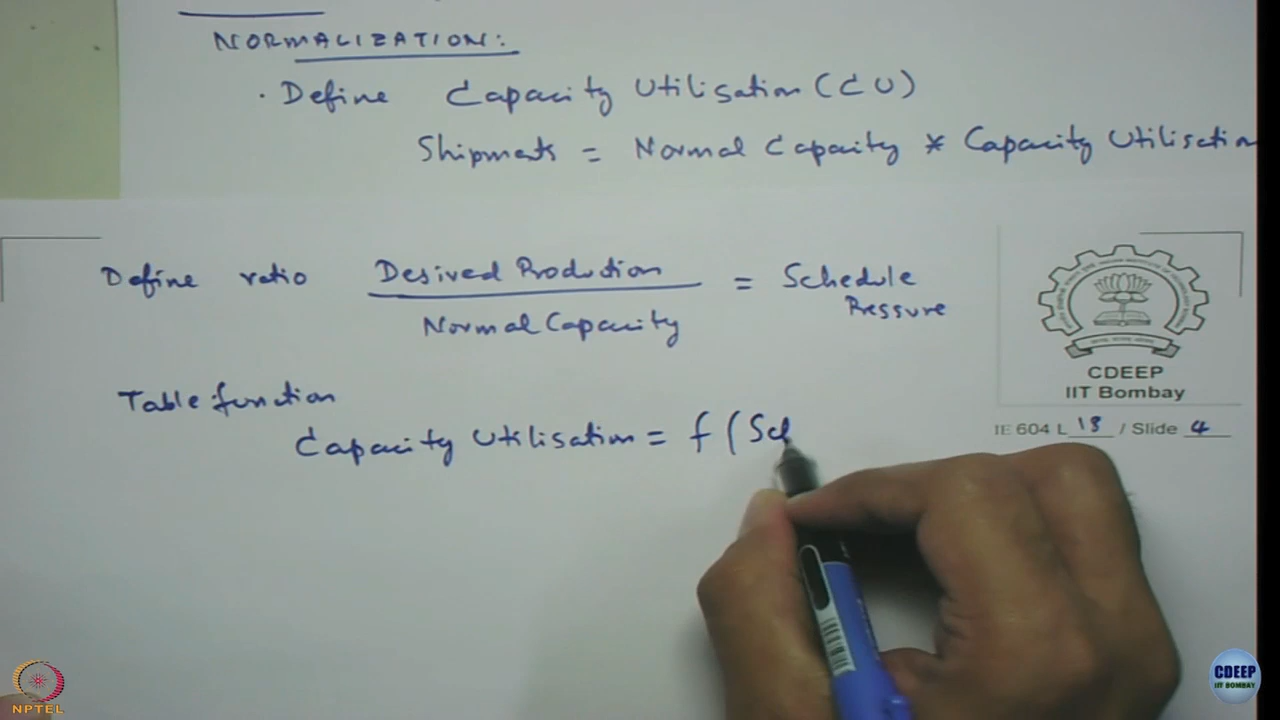 NORMALIZATION:
· Define Capacity Utilisation (CU)
Shipments = Normal Capacity * Capacity Utilisation
Define ratio Desired Production / Normal Capacity = Schedule Pressure
Table function
Capacity Utilisation = f (Sch
CDEEP
IIT Bombay
IE 604 L 18 / Slide 4
NPTEL
CDEEP
IIT BOMBAY